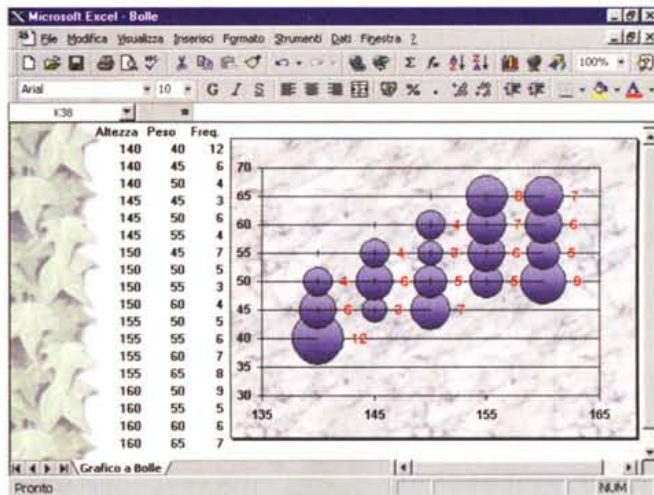 Microsoft Excel - Bolle
File Modifica Visualizza Inserisci Formato Strumenti Dati Finestra ?
100%
Arial 10 G I S %
K38 =
Altezza Peso Freq.
140 40 12
140 45 6
140 50 4
145 45 3
145 50 6
145 55 4
150 45 7
150 50 5
150 55 3
150 60 4
155 50 5
155 55 6
155 60 7
155 65 8
160 50 9
160 55 5
160 60 6
160 65 7
70
65 8 7
60 4 7 6
55 4 3 6 5
50 4 6 5 5 9
45 6 3 7
40 12
35
30
135 145 155 165
Grafico a Bolle
Pronto NUM